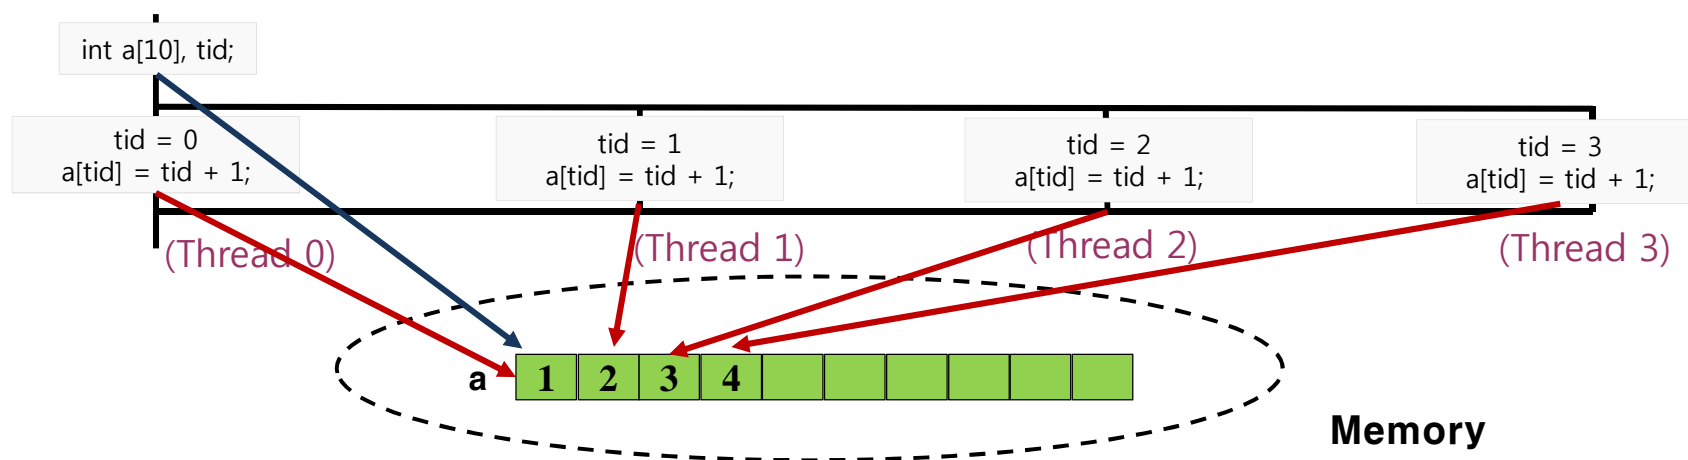 int a[10], tid;
tid = 0
a[tid] = tid + 1;
tid = 1
a[tid] = tid + 1;
tid = 2
a[tid] = tid + 1;
tid = 3
a[tid] = tid + 1;
(Thread 0)
(Thread 1)
(Thread 2)
(Thread 3)
a 1 2 3 4
Memory